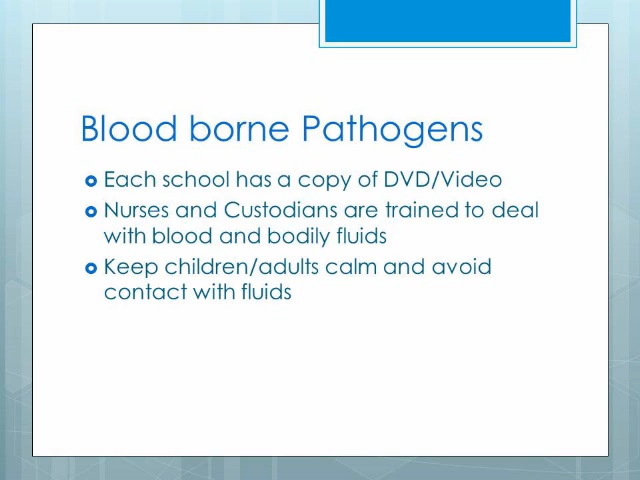 Blood borne Pathogens
Each school has a copy of DVD/Video
Nurses and Custodians are trained to deal
with blood and bodily fluids
Keep children/adults calm and avoid
contact with fluids